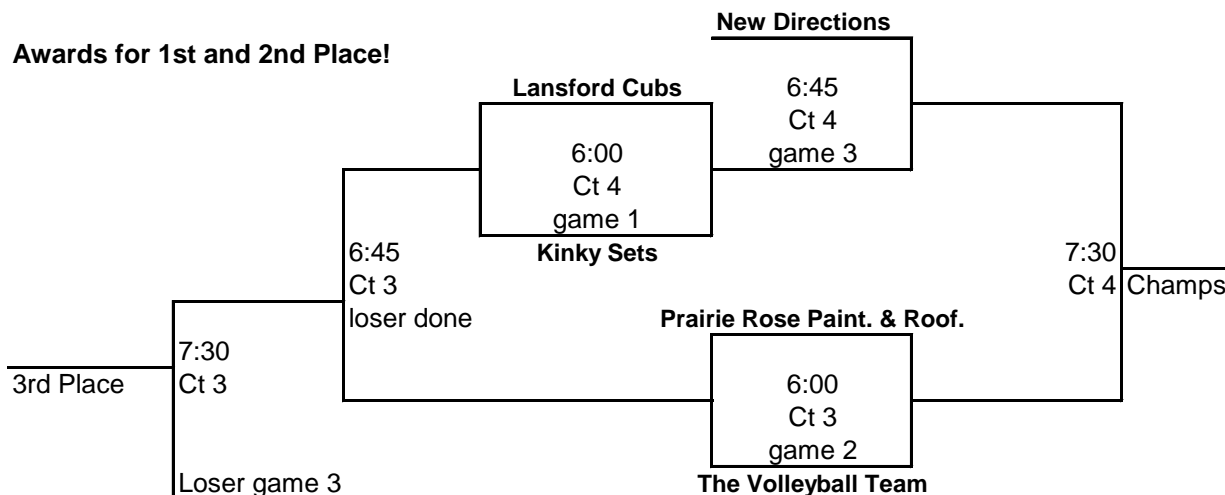 New Directions
Awards for 1st and 2nd Place!
Lansford Cubs
6:45
Ct 4
game 3
6:00
Ct 4
game 1
Kinky Sets
6:45
Ct 3
loser done
7:30
Ct 4
Champs
Prairie Rose Paint. & Roof.
7:30
Ct 3
3rd Place
6:00
Ct 3
game 2
Loser game 3
The Volleyball Team